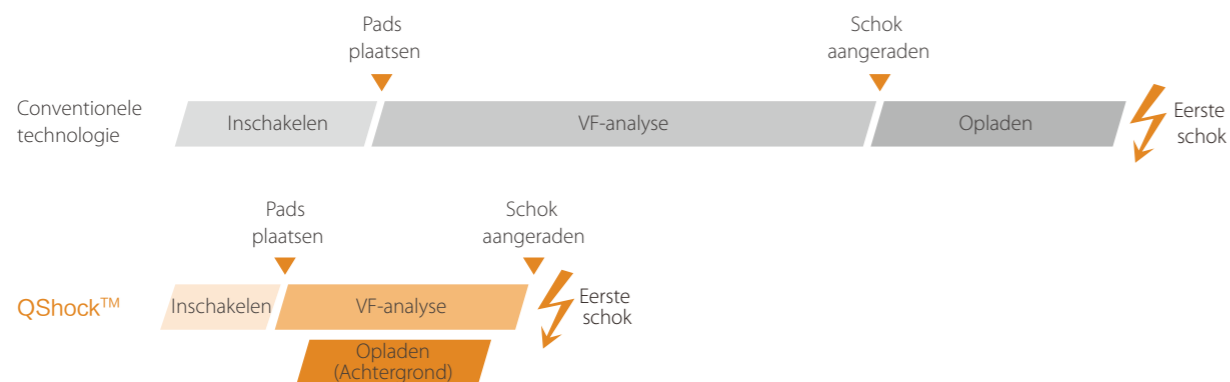 Pads
plaatsen
Schok
aangeraden
Conventionele
technologie
Inschakelen
VF-analyse
Opladen
Eerste
schok
Pads
plaatsen
Schok
aangeraden
QShock™
Inschakelen
VF-analyse
Eerste
schok
Opladen
(Achtergrond)